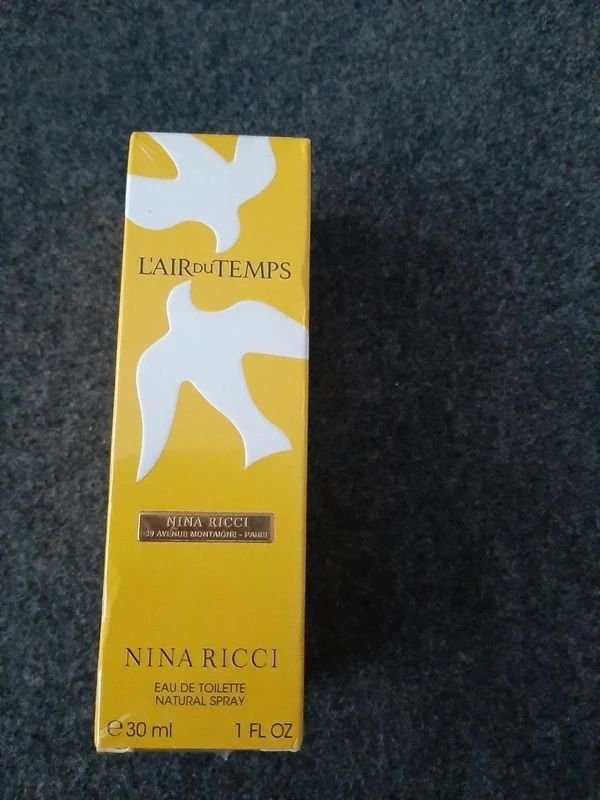 L'AIR DU TEMPS
NINA RICCI
39 AVENUE MONTAIGNE - PARIS
NINA RICCI
EAU DE TOILETTE
NATURAL SPRAY
℮ 30 ml 1 FL OZ